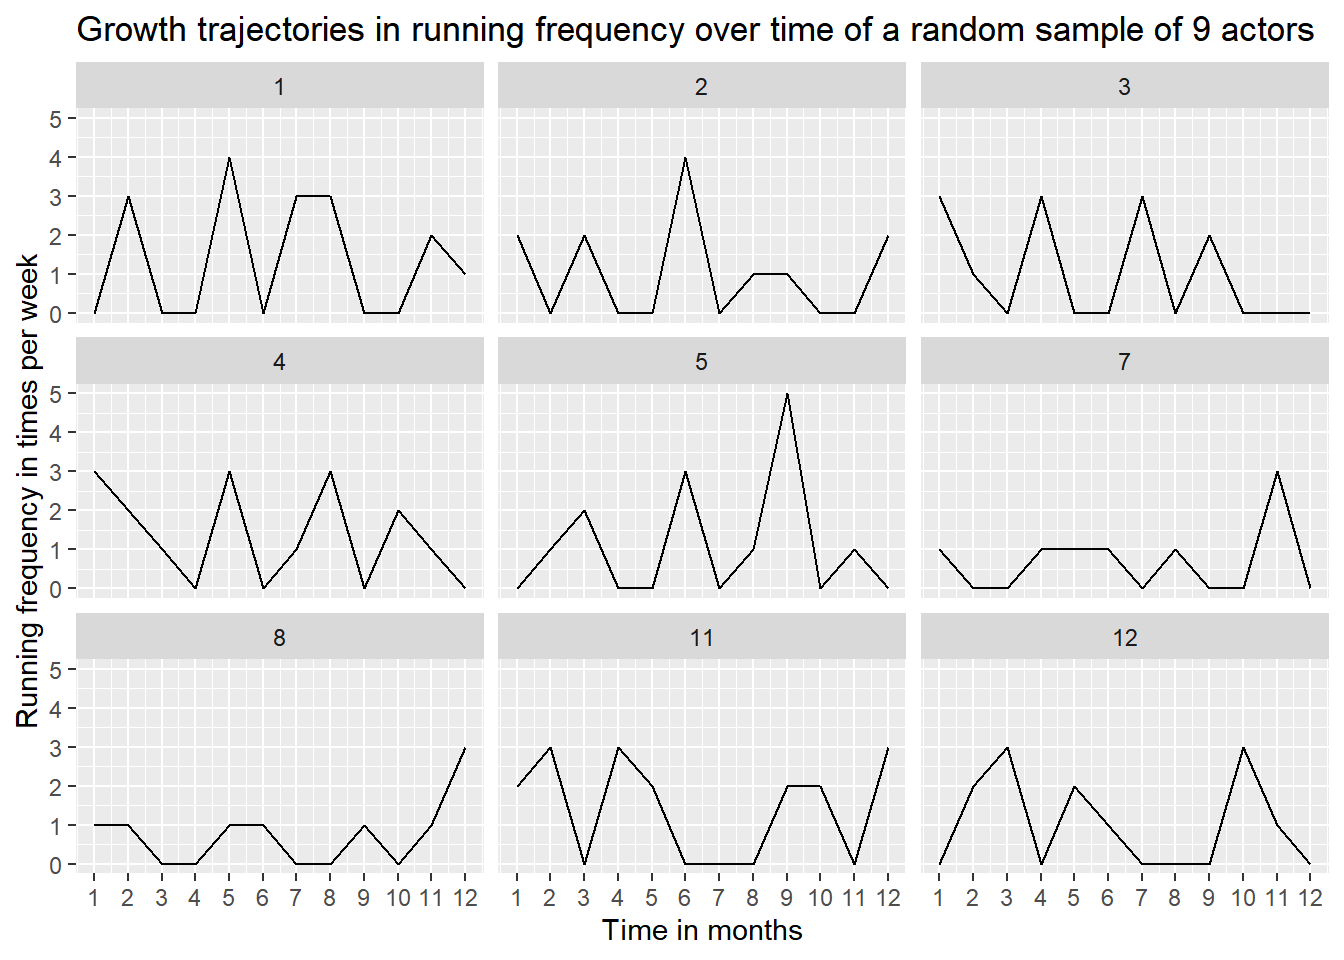 Growth trajectories in running frequency over time of a random sample of 9 actors
1 2 3
5
4
3
2
1
0
4 5 7
5
4
3
2
1
0
8 11 12
5
4
3
2
1
0
1 2 3 4 5 6 7 8 9 10 11 12 1 2 3 4 5 6 7 8 9 10 11 12 1 2 3 4 5 6 7 8 9 10 11 12
Time in months
Running frequency in times per week